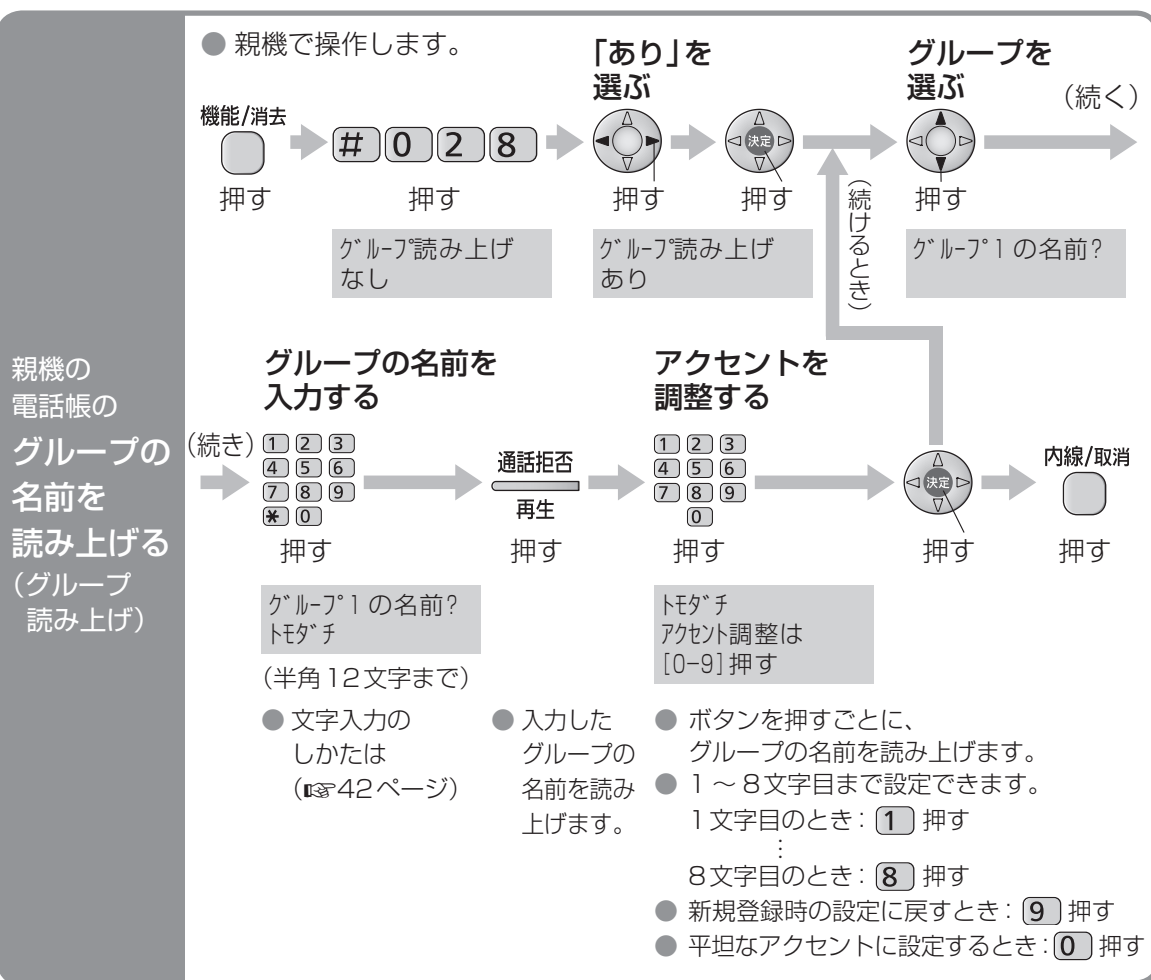 親機の
電話帳の
グループの
名前を
読み上げる
(グループ
読み上げ)
● 親機で操作します。
機能/消去
押す
# 0 2 8
押す
ｸﾞﾙｰﾌﾟ読み上げ
なし
「あり」を
選ぶ
押す
ｸﾞﾙｰﾌﾟ読み上げ
あり
決定
押す
(続けるとき)
グループを
選ぶ
押す
ｸﾞﾙｰﾌﾟ1の名前?
(続く)
(続き)
グループの名前を
入力する
1 2 3
4 5 6
7 8 9
* 0
押す
ｸﾞﾙｰﾌﾟ1の名前?
ﾄﾓﾀﾞﾁ
(半角12文字まで)
● 文字入力の
しかたは
(☞42ページ)
通話拒否
再生
押す
● 入力した
グループの
名前を読み
上げます。
アクセントを
調整する
1 2 3
4 5 6
7 8 9
0
押す
ﾄﾓﾀﾞﾁ
ｱｸｾﾝﾄ調整は
[0-9]押す
● ボタンを押すごとに、
グループの名前を読み上げます。
● 1～8文字目まで設定できます。
1文字目のとき: 1 押す
⋮
8文字目のとき: 8 押す
● 新規登録時の設定に戻すとき: 9 押す
● 平坦なアクセントに設定するとき: 0 押す
決定
押す
内線/取消
押す